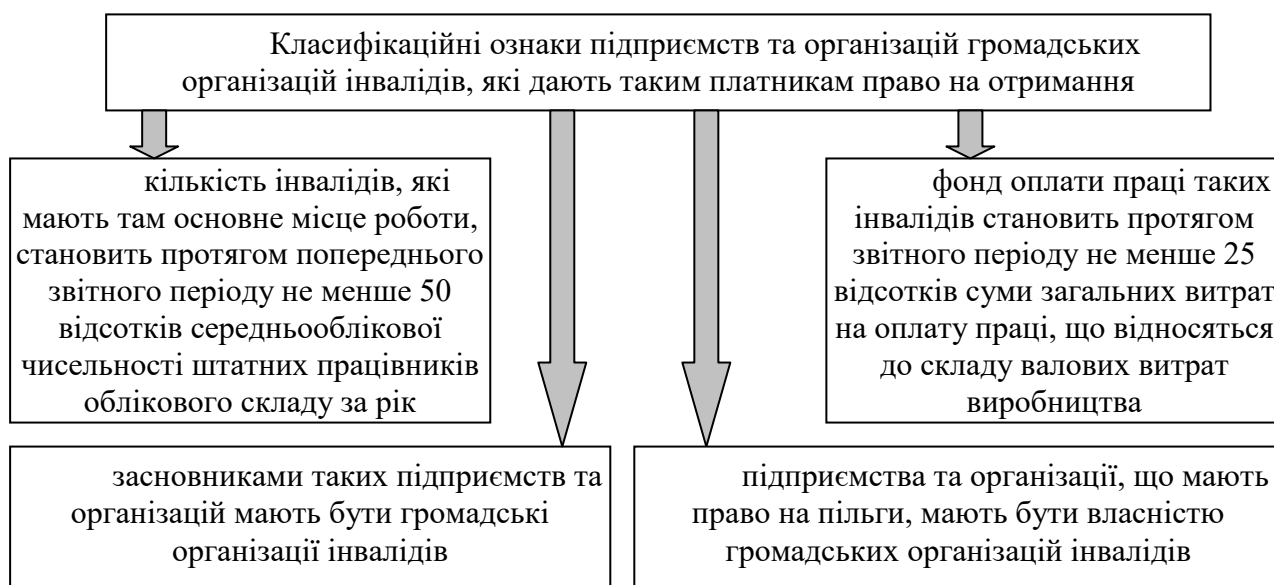 Класифікаційні ознаки підприємств та організацій громадських
організацій інвалідів, які дають таким платникам право на отримання
кількість інвалідів, які
мають там основне місце роботи,
становить протягом попереднього
звітного періоду не менше 50
відсотків середньооблікової
чисельності штатних працівників
облікового складу за рік
фонд оплати праці таких
інвалідів становить протягом
звітного періоду не менше 25
відсотків суми загальних витрат
на оплату праці, що відносяться
до складу валових витрат
виробництва
засновниками таких підприємств та
організацій мають бути громадські
організації інвалідів
підприємства та організації, що мають
право на пільги, мають бути власністю
громадських організацій інвалідів